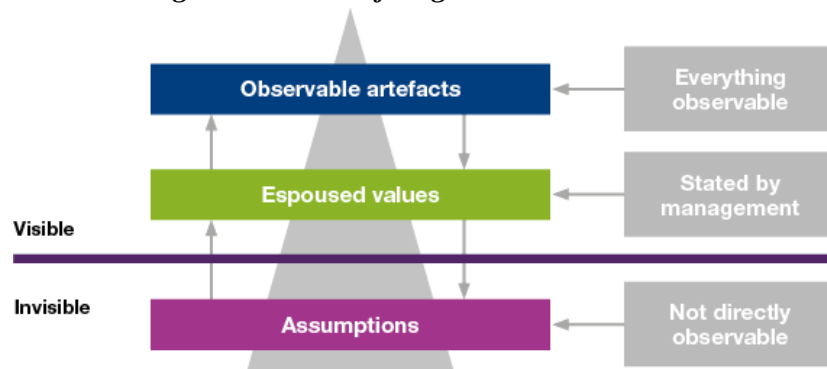 Observable artefacts
Everything
observable
Espoused values
Stated by
management
Visible
Invisible
Assumptions
Not directly
observable